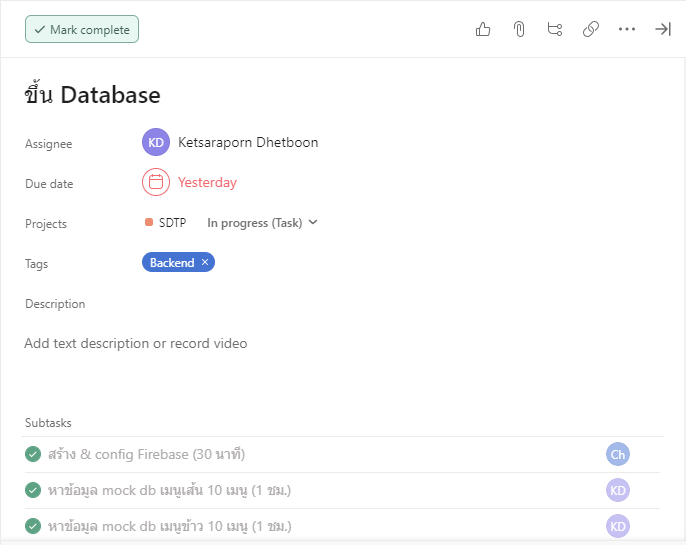 Mark complete
ขึ้น Database
Assignee
KD Ketsaraporn Dhetboon
Due date
Yesterday
Projects
SDTP In progress (Task)
Tags
Backend ×
Description
Add text description or record video
Subtasks
สร้าง & config Firebase (30 นาที) Ch
หาข้อมูล mock db เมนูเส้น 10 เมนู (1 ชม.) KD
หาข้อมูล mock db เมนูข้าว 10 เมนู (1 ชม.) KD